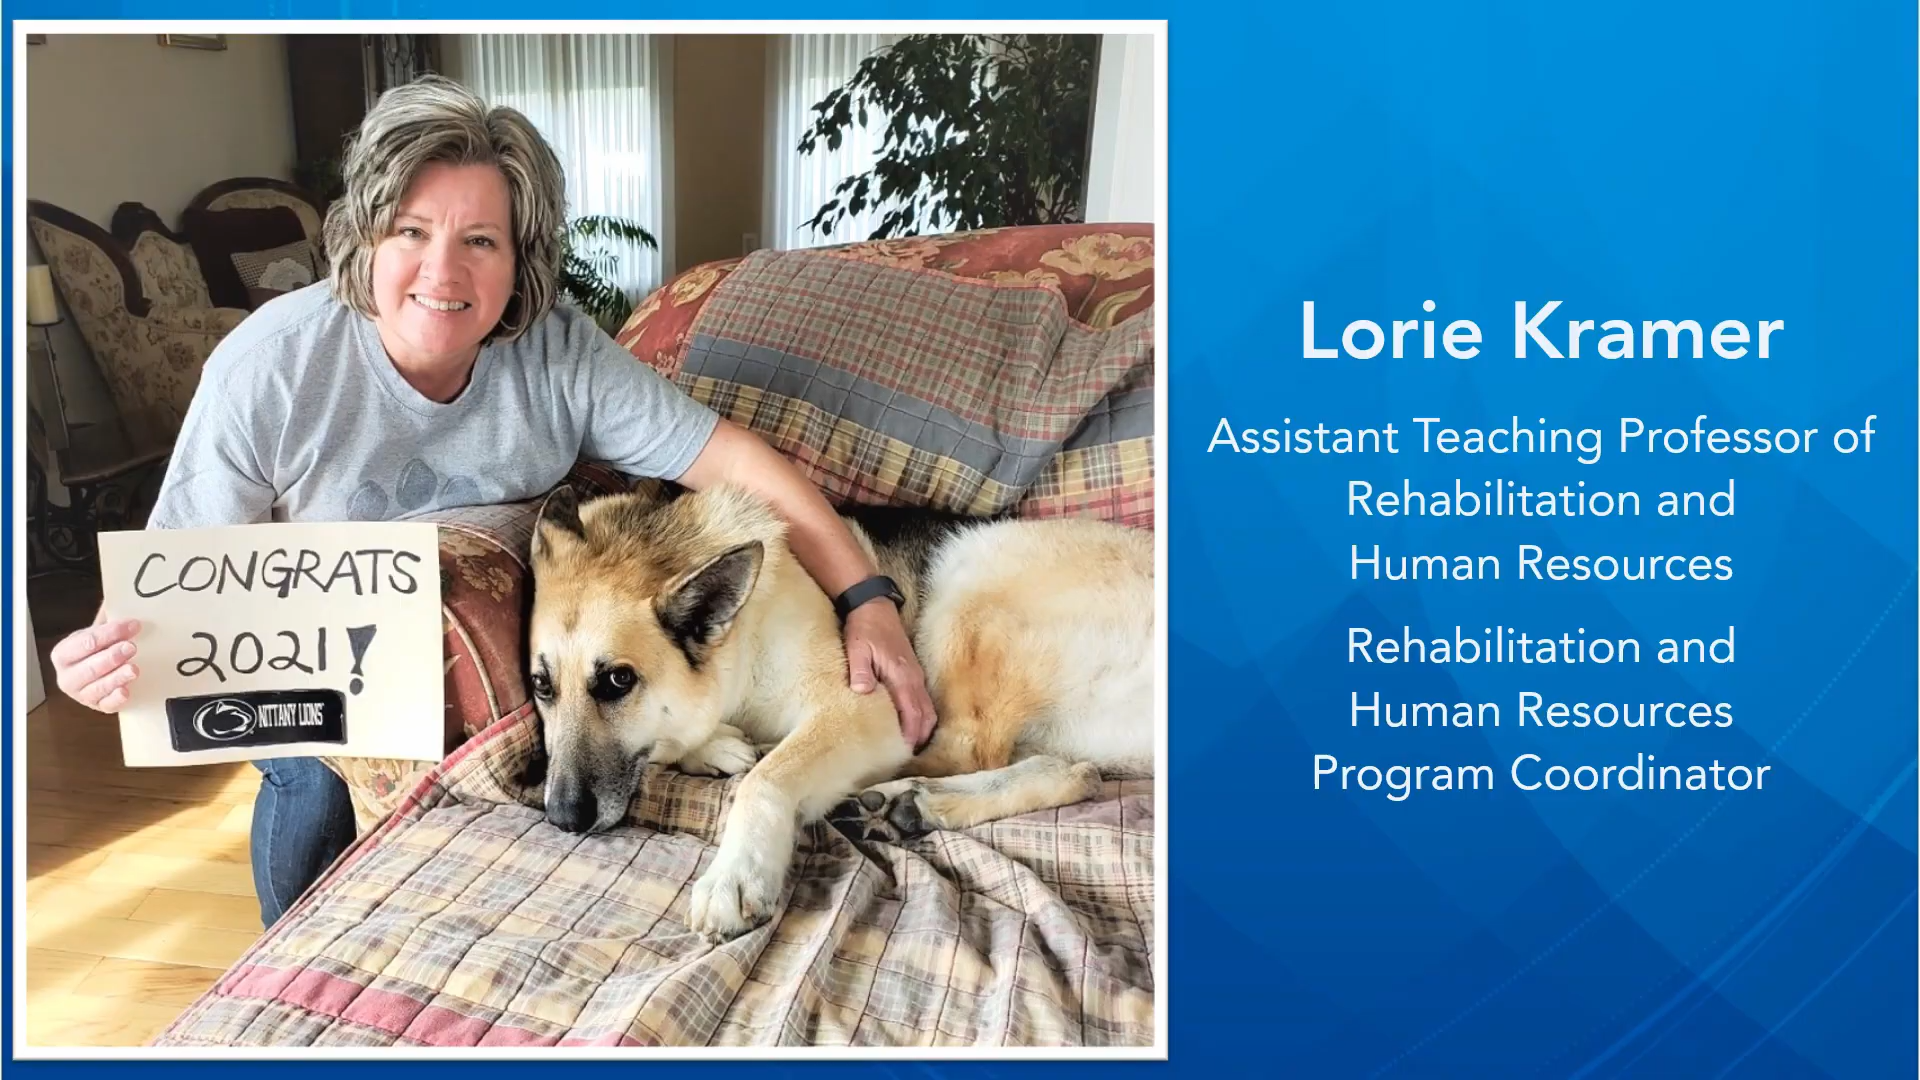 CONGRATS
2021!
NITTANY LIONS
Lorie Kramer
Assistant Teaching Professor of
Rehabilitation and
Human Resources
Rehabilitation and
Human Resources
Program Coordinator